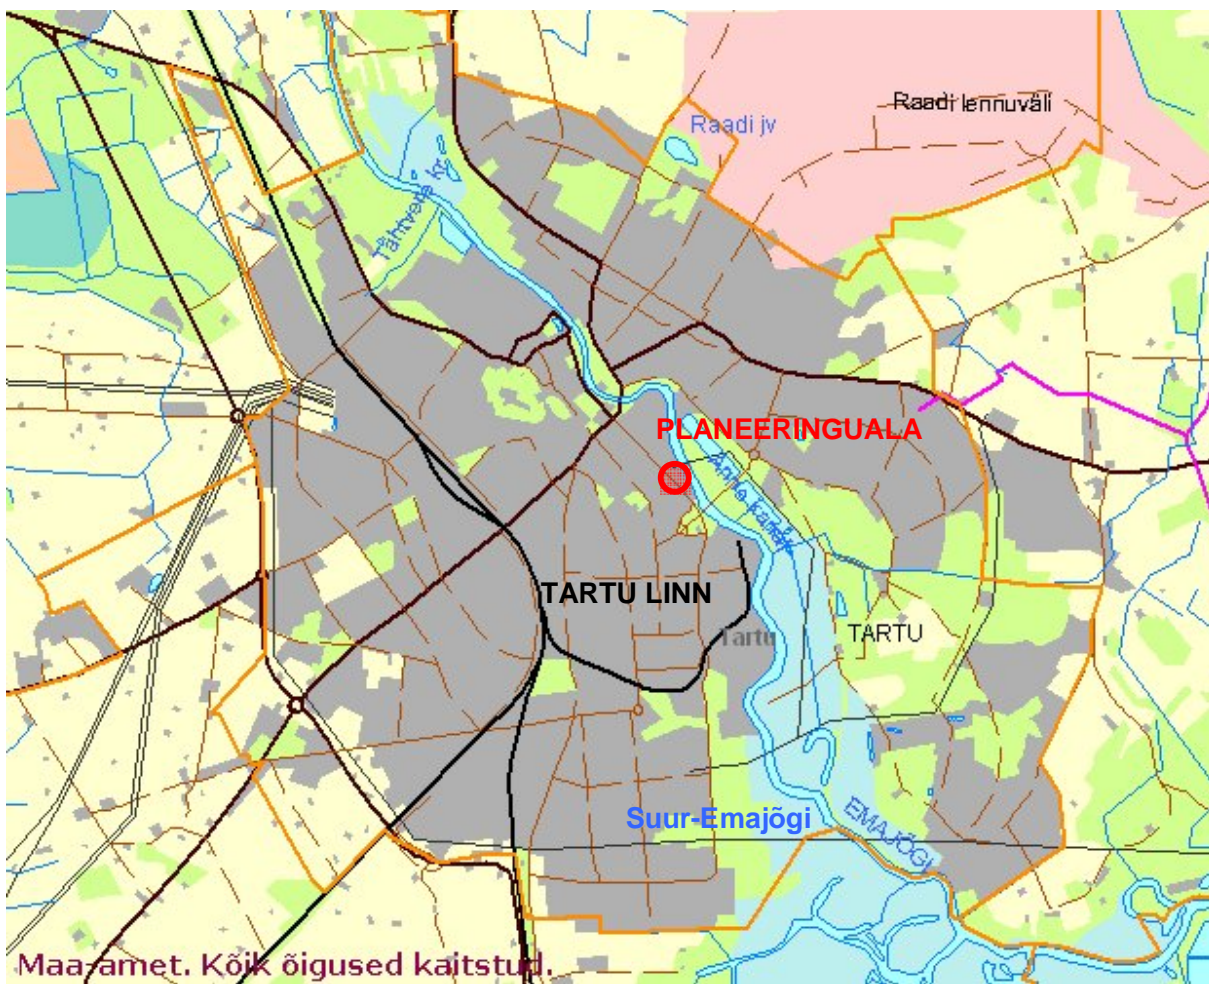 Raadi lennuväli
Raadi jv
Tähtvere kr
PLANEERINGUALA
Anne kanal
TARTU LINN
Tartu
TARTU
Suur-Emajõgi
EMAJÕGI
Maa-amet. Kõik õigused kaitstud.